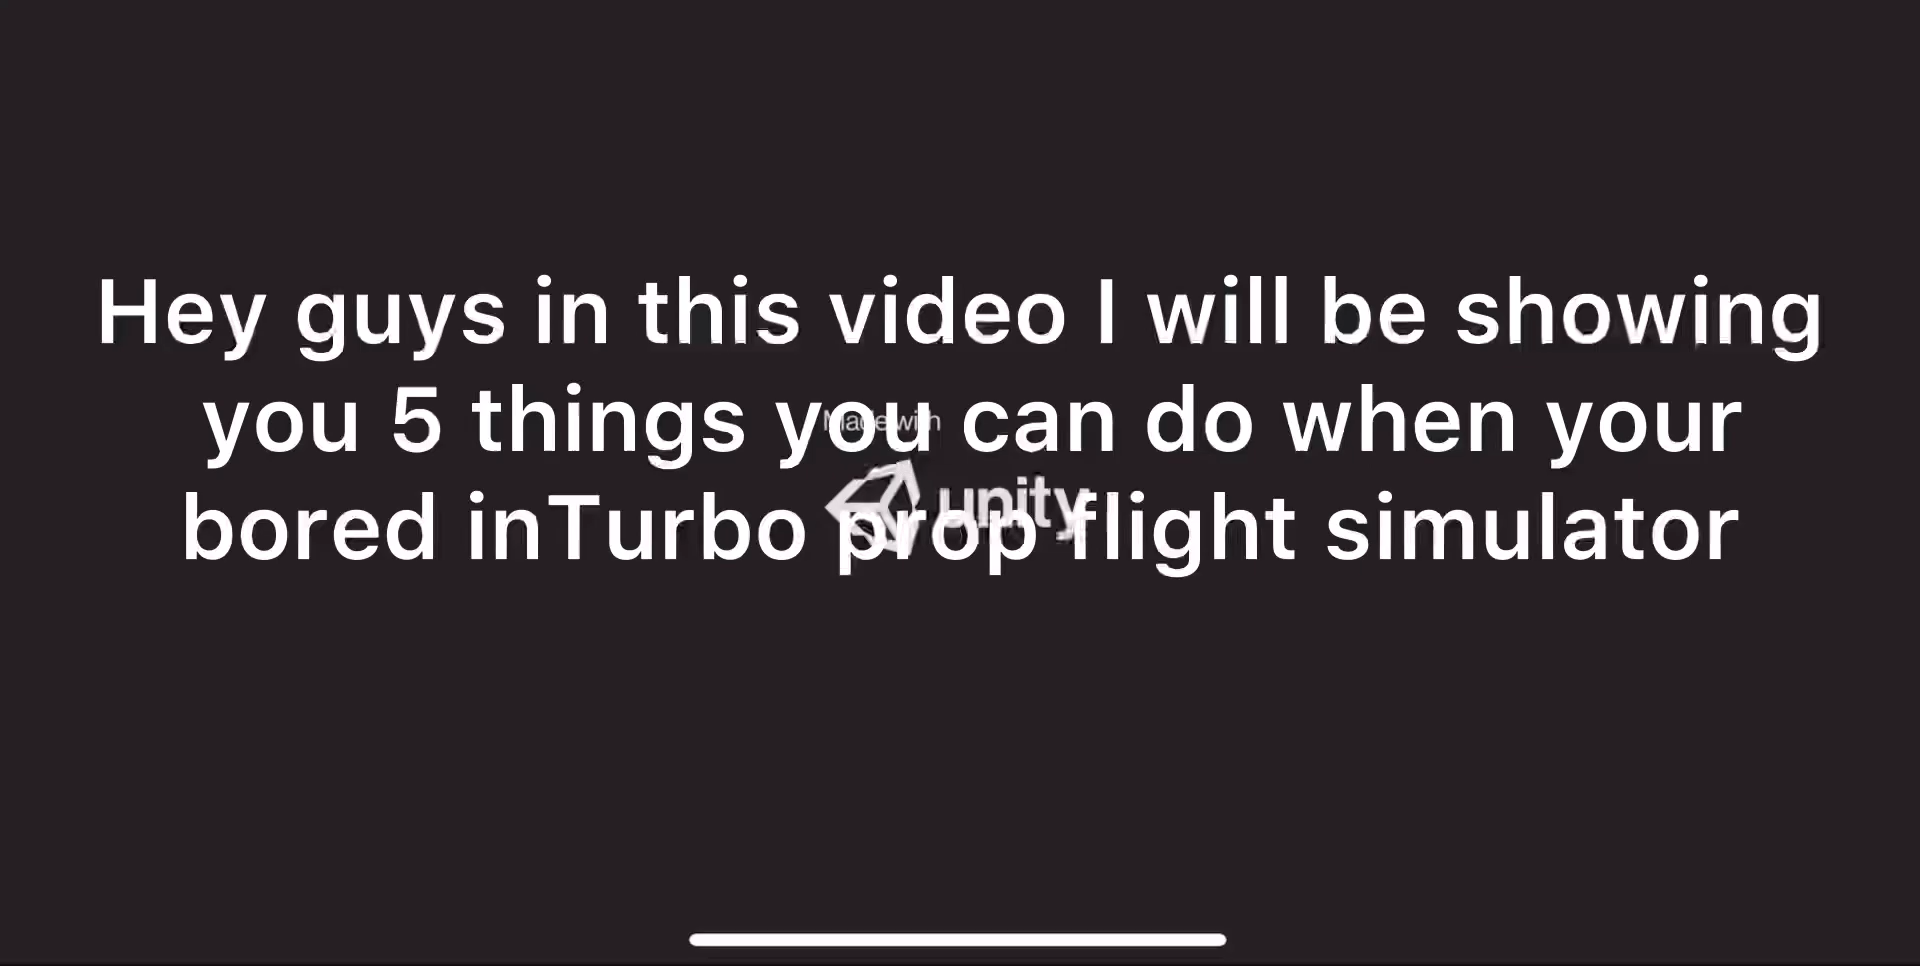 Hey guys in this video I will be showing
you 5 things you can do when your
bored inTurbo prop flight simulator
Made with
unity